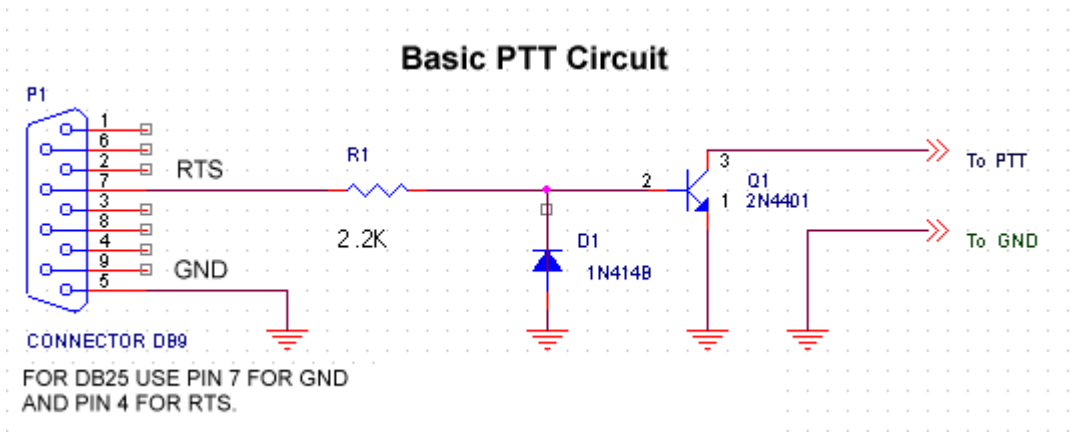 Basic PTT Circuit
P1
1
6
2
7
3
8
4
9
5
RTS
GND
R1
2.2K
D1
1N414B
2
3
1
Q1
2N4401
To PTT
To GND
CONNECTOR DB9
FOR DB25 USE PIN 7 FOR GND
AND PIN 4 FOR RTS.